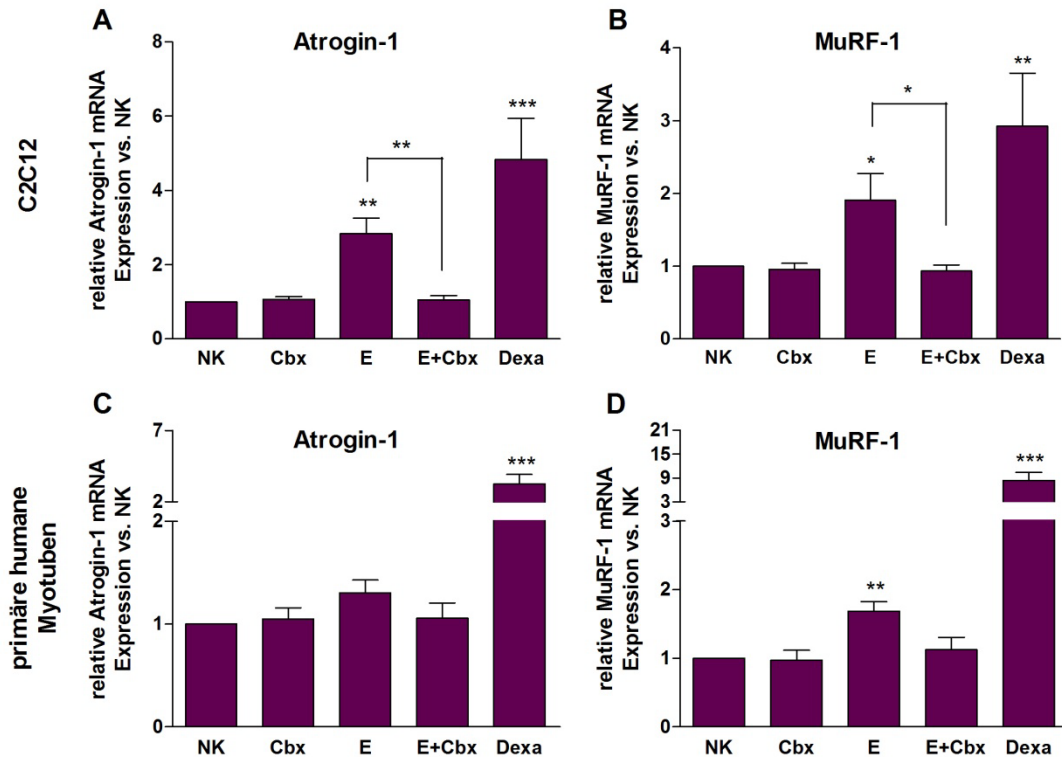 A
Atrogin-1
relative Atrogin-1 mRNA
Expression vs. NK
8
6
4
2
0
**
**
***
NK Cbx E E+Cbx Dexa
B
MuRF-1
relative MuRF-1 mRNA
Expression vs. NK
4
3
2
1
0
*
*
**
NK Cbx E E+Cbx Dexa
C2C12
C
Atrogin-1
relative Atrogin-1 mRNA
Expression vs. NK
7
2
2
1
0
***
NK Cbx E E+Cbx Dexa
D
MuRF-1
relative MuRF-1 mRNA
Expression vs. NK
21
15
9
3
3
2
1
0
**
***
NK Cbx E E+Cbx Dexa
primäre humane
Myotuben